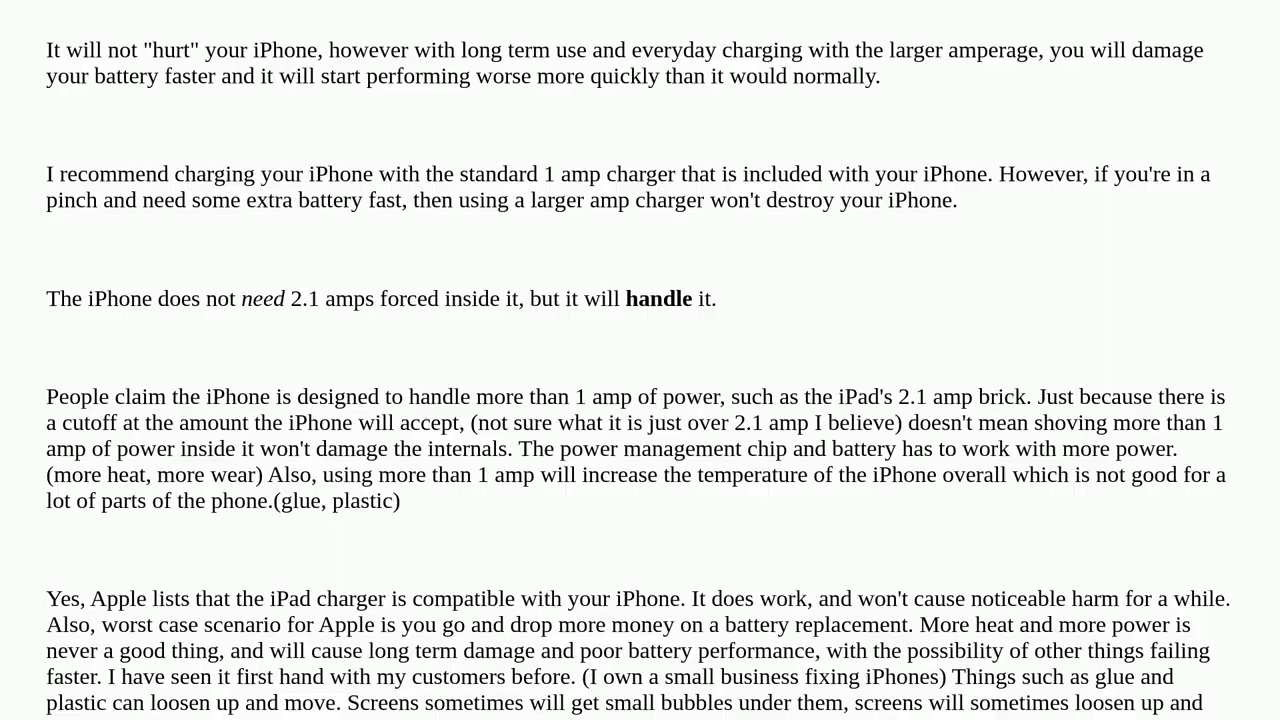 It will not "hurt" your iPhone, however with long term use and everyday charging with the larger amperage, you will damage
your battery faster and it will start performing worse more quickly than it would normally.
I recommend charging your iPhone with the standard 1 amp charger that is included with your iPhone. However, if you're in a
pinch and need some extra battery fast, then using a larger amp charger won't destroy your iPhone.
The iPhone does not need 2.1 amps forced inside it, but it will handle it.
People claim the iPhone is designed to handle more than 1 amp of power, such as the iPad's 2.1 amp brick. Just because there is
a cutoff at the amount the iPhone will accept, (not sure what it is just over 2.1 amp I believe) doesn't mean shoving more than 1
amp of power inside it won't damage the internals. The power management chip and battery has to work with more power.
(more heat, more wear) Also, using more than 1 amp will increase the temperature of the iPhone overall which is not good for a
lot of parts of the phone.(glue, plastic)
Yes, Apple lists that the iPad charger is compatible with your iPhone. It does work, and won't cause noticeable harm for a while.
Also, worst case scenario for Apple is you go and drop more money on a battery replacement. More heat and more power is
never a good thing, and will cause long term damage and poor battery performance, with the possibility of other things failing
faster. I have seen it first hand with my customers before. (I own a small business fixing iPhones) Things such as glue and
plastic can loosen up and move. Screens sometimes will get small bubbles under them, screens will sometimes loosen up and